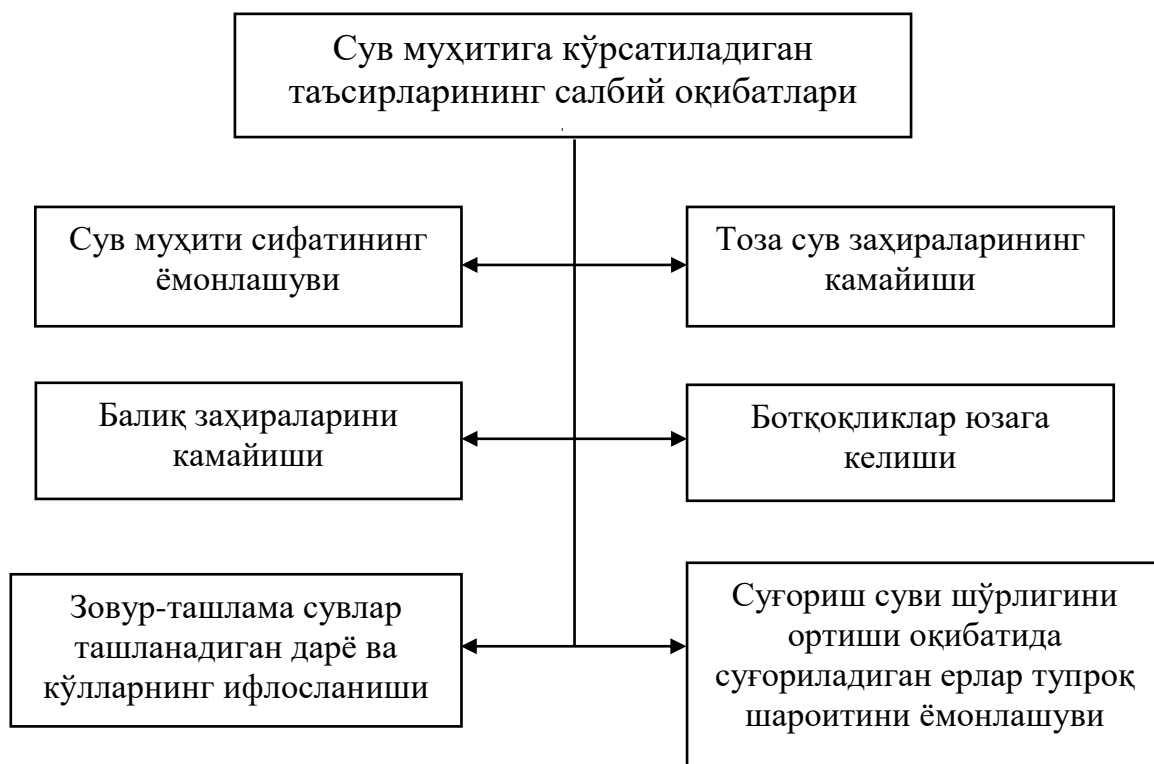 Сув муҳитига кўрсатиладиган
таъсирларининг салбий оқибатлари
Сув муҳити сифатининг
ёмонлашуви
Тоза сув заҳираларининг
камайиши
Балиқ заҳираларини
камайиши
Ботқоқликлар юзага
келиши
Зовур-ташлама сувлар
ташланадиган дарё ва
кўлларнинг ифлосланиши
Суғориш суви шўрлигини
ортиши оқибатида
суғориладиган ерлар тупроқ
шароитини ёмонлашуви